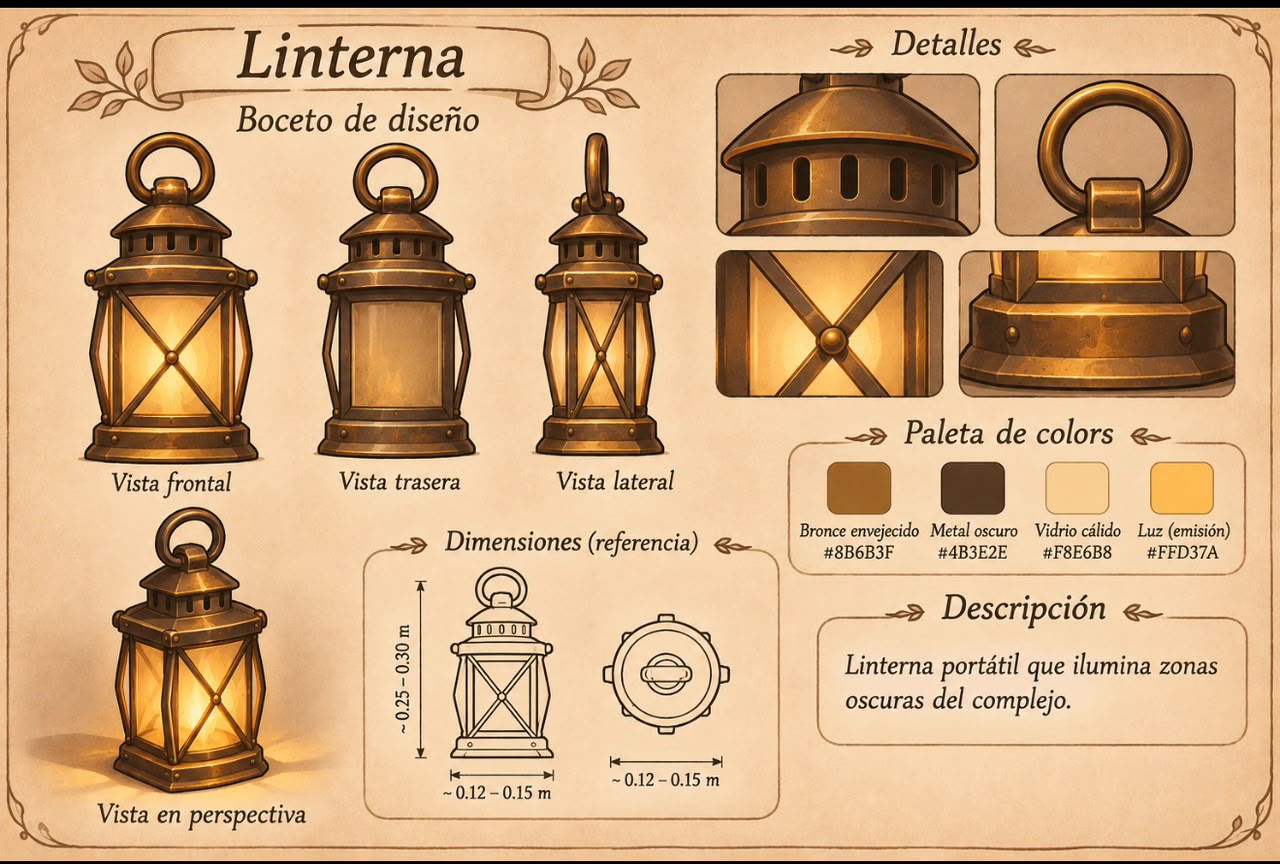 Linterna
Boceto de diseño
Vista frontal
Vista trasera
Vista lateral
Vista en perspectiva
Dimensiones (referencia)
~ 0.25 – 0.30 m
~ 0.12 – 0.15 m
~ 0.12 – 0.15 m
Detalles
Paleta de colors
Bronce envejecido
#8B6B3F
Metal oscuro
#4B3E2E
Vidrio cálido
#F8E6B8
Luz (emisión)
#FFD37A
Descripción
Linterna portátil que ilumina zonas
oscuras del complejo.